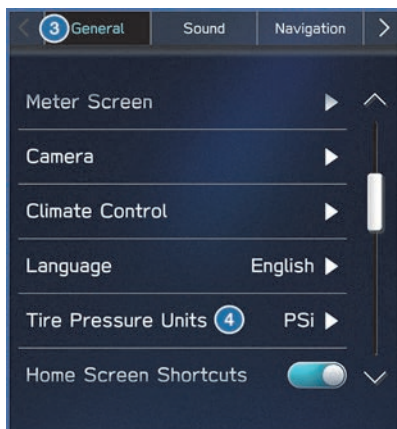 3 General Sound Navigation
Meter Screen
Camera
Climate Control
Language English
Tire Pressure Units 4 PSi
Home Screen Shortcuts